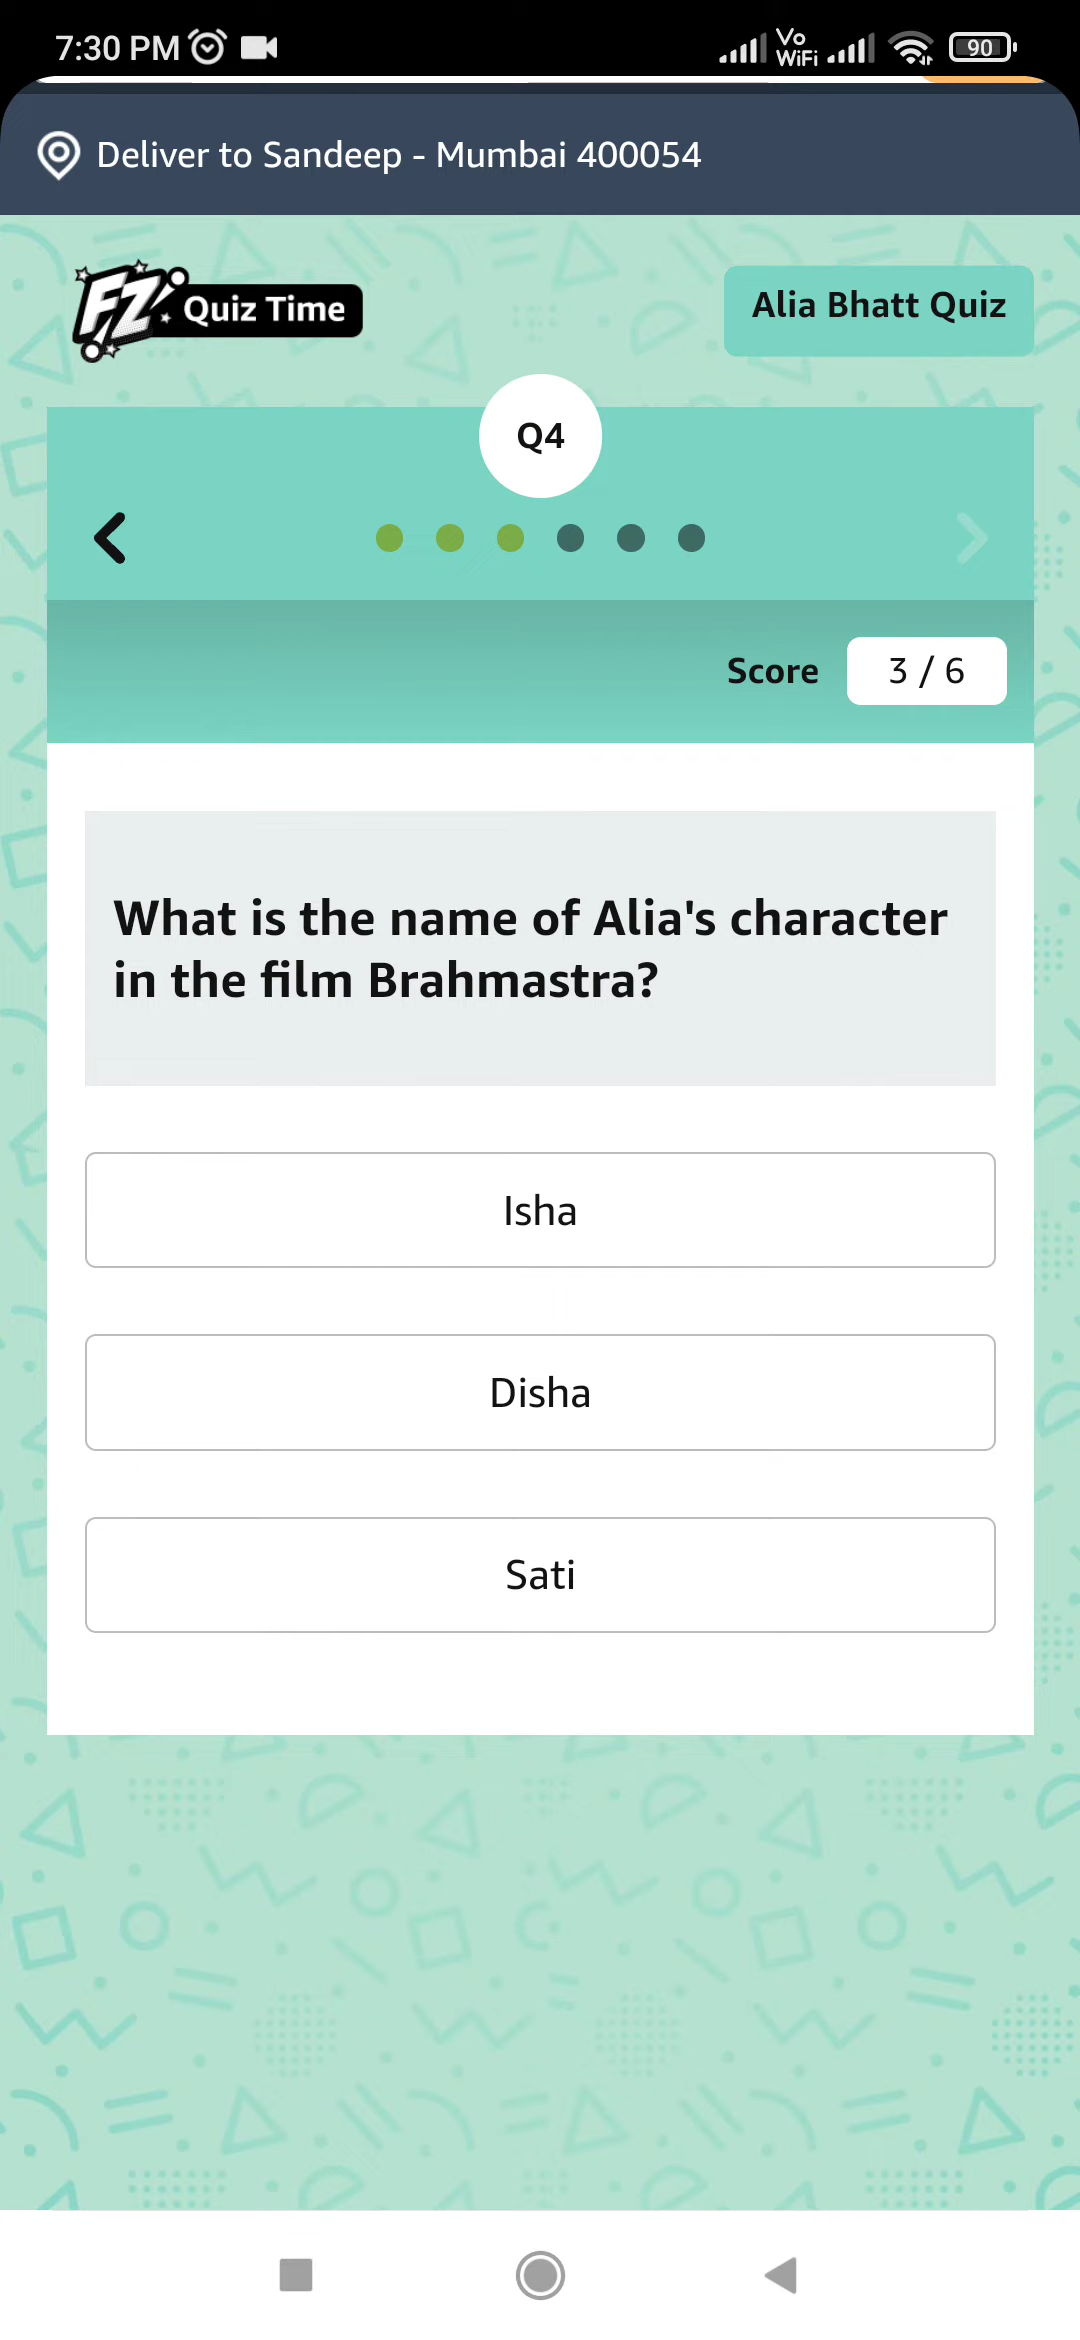 7:30 PM
Vo
WiFi
90
Deliver to Sandeep - Mumbai 400054
FZ Quiz Time
Alia Bhatt Quiz
Q4
Score 3 / 6
What is the name of Alia's character
in the film Brahmastra?
Isha
Disha
Sati